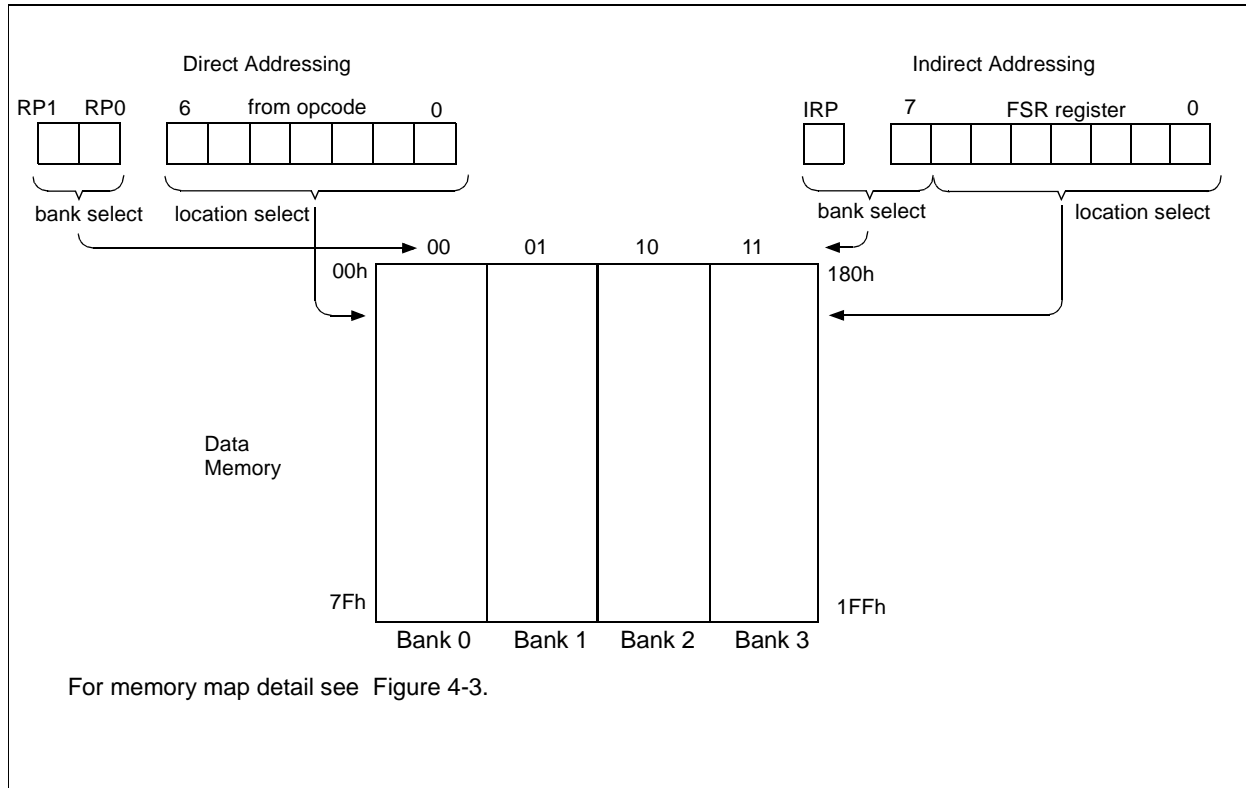 Direct Addressing
Indirect Addressing
RP1 RP0 6 from opcode 0
IRP 7 FSR register 0
bank select location select
bank select location select
00 01 10 11
00h 180h
Data
Memory
7Fh 1FFh
Bank 0 Bank 1 Bank 2 Bank 3
For memory map detail see Figure 4-3.